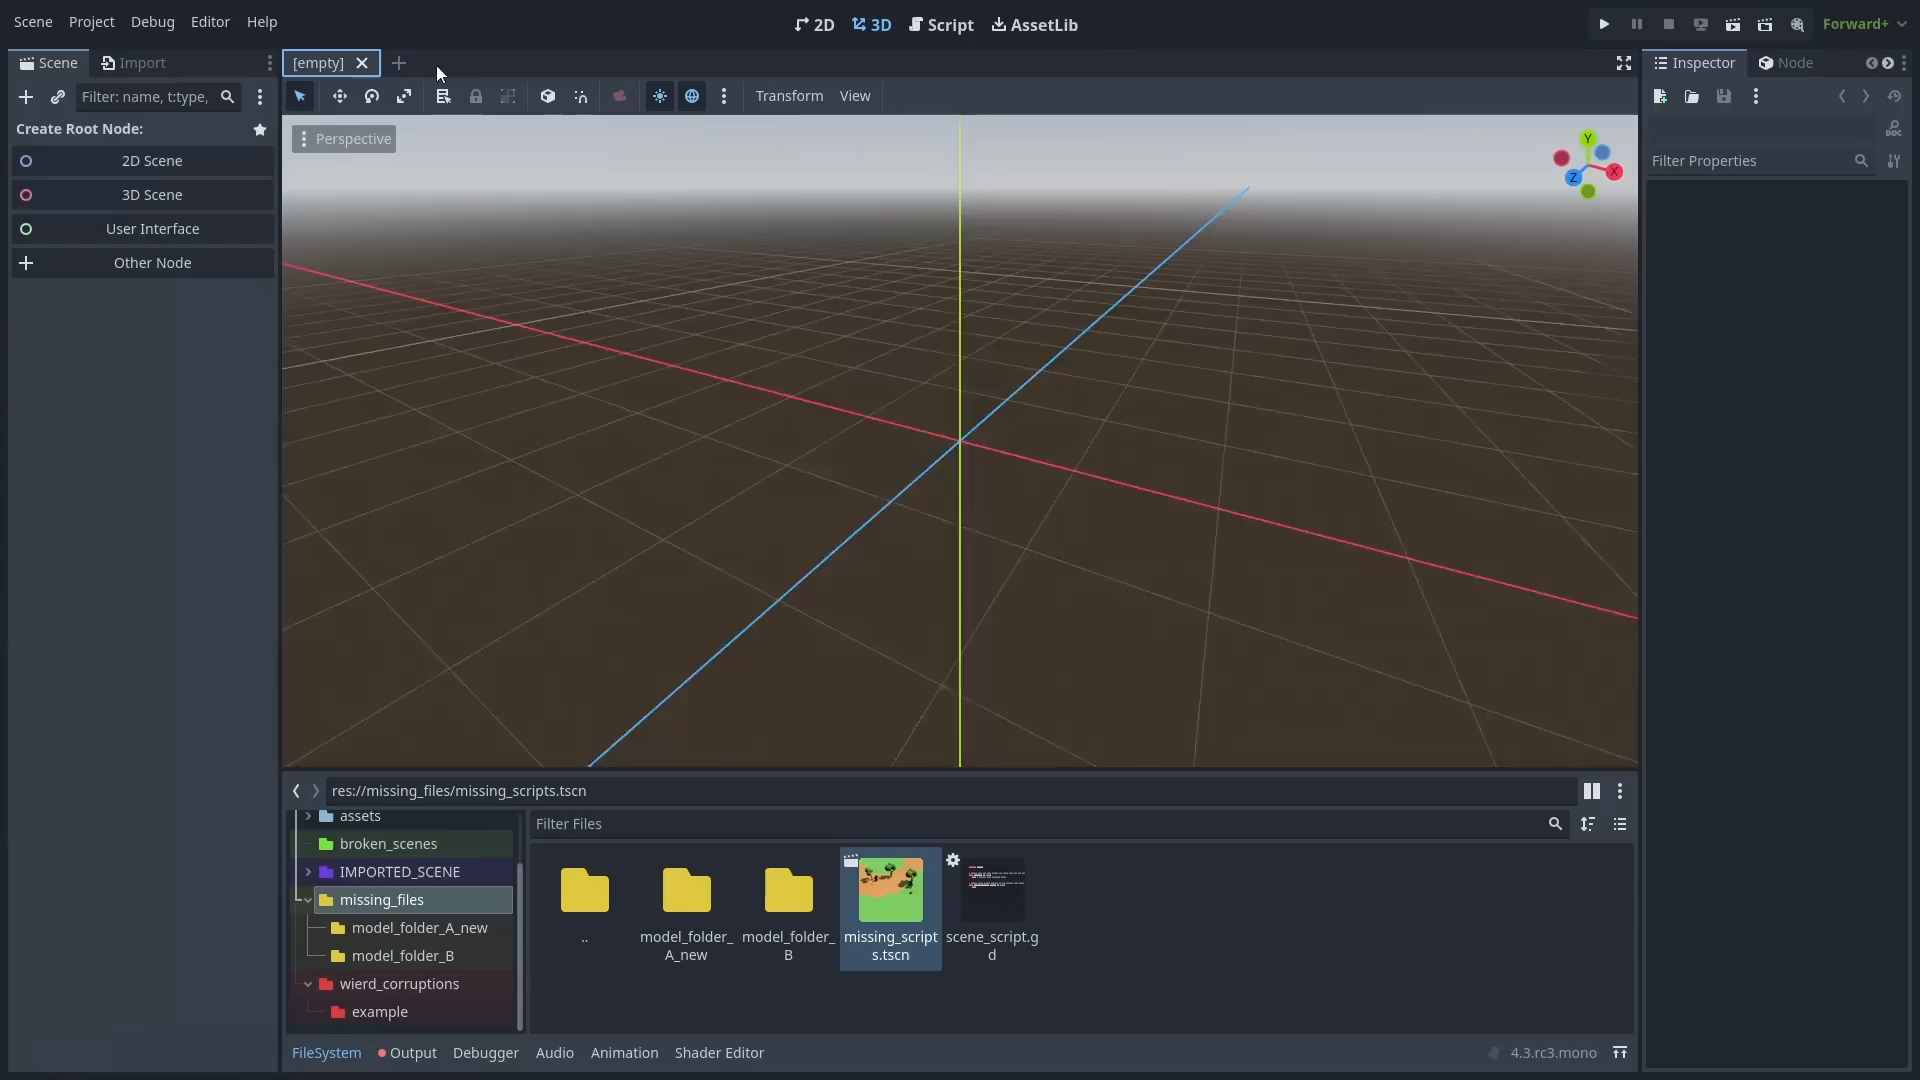 Scene Project Debug Editor Help
2D 3D Script AssetLib
Forward+
Scene Import
[empty]
Inspector Node
Filter: name, t:type,
Transform View
Create Root Node:
2D Scene
3D Scene
User Interface
Other Node
Perspective
Y
X
Z
DOC
Filter Properties
res://missing_files/missing_scripts.tscn
assets
broken_scenes
IMPORTED_SCENE
missing_files
model_folder_A_new
model_folder_B
wierd_corruptions
example
Filter Files
..
model_folder_
A_new
model_folder_
B
missing_script
s.tscn
scene_script.g
d
FileSystem Output Debugger Audio Animation Shader Editor
4.3.rc3.mono